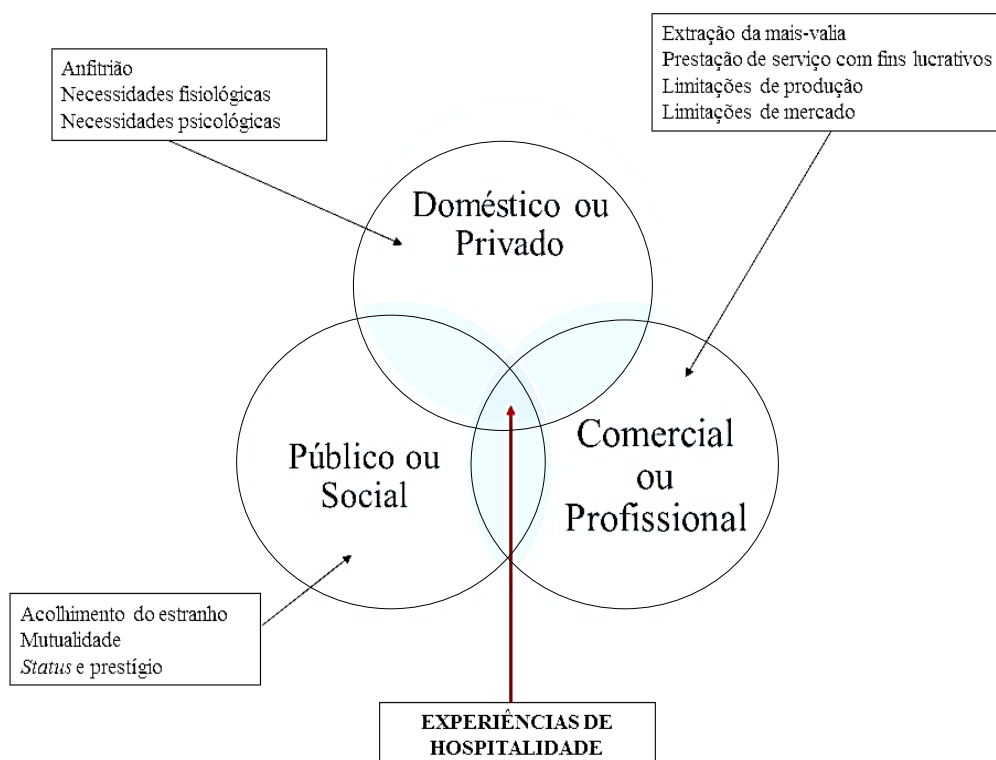 Anfitrião
Necessidades fisiológicas
Necessidades psicológicas
Extração da mais-valia
Prestação de serviço com fins lucrativos
Limitações de produção
Limitações de mercado
Doméstico ou
Privado
Público ou
Social
Comercial
ou
Profissional
Acolhimento do estranho
Mutualidade
Status e prestígio
EXPERIÊNCIAS DE
HOSPITALIDADE